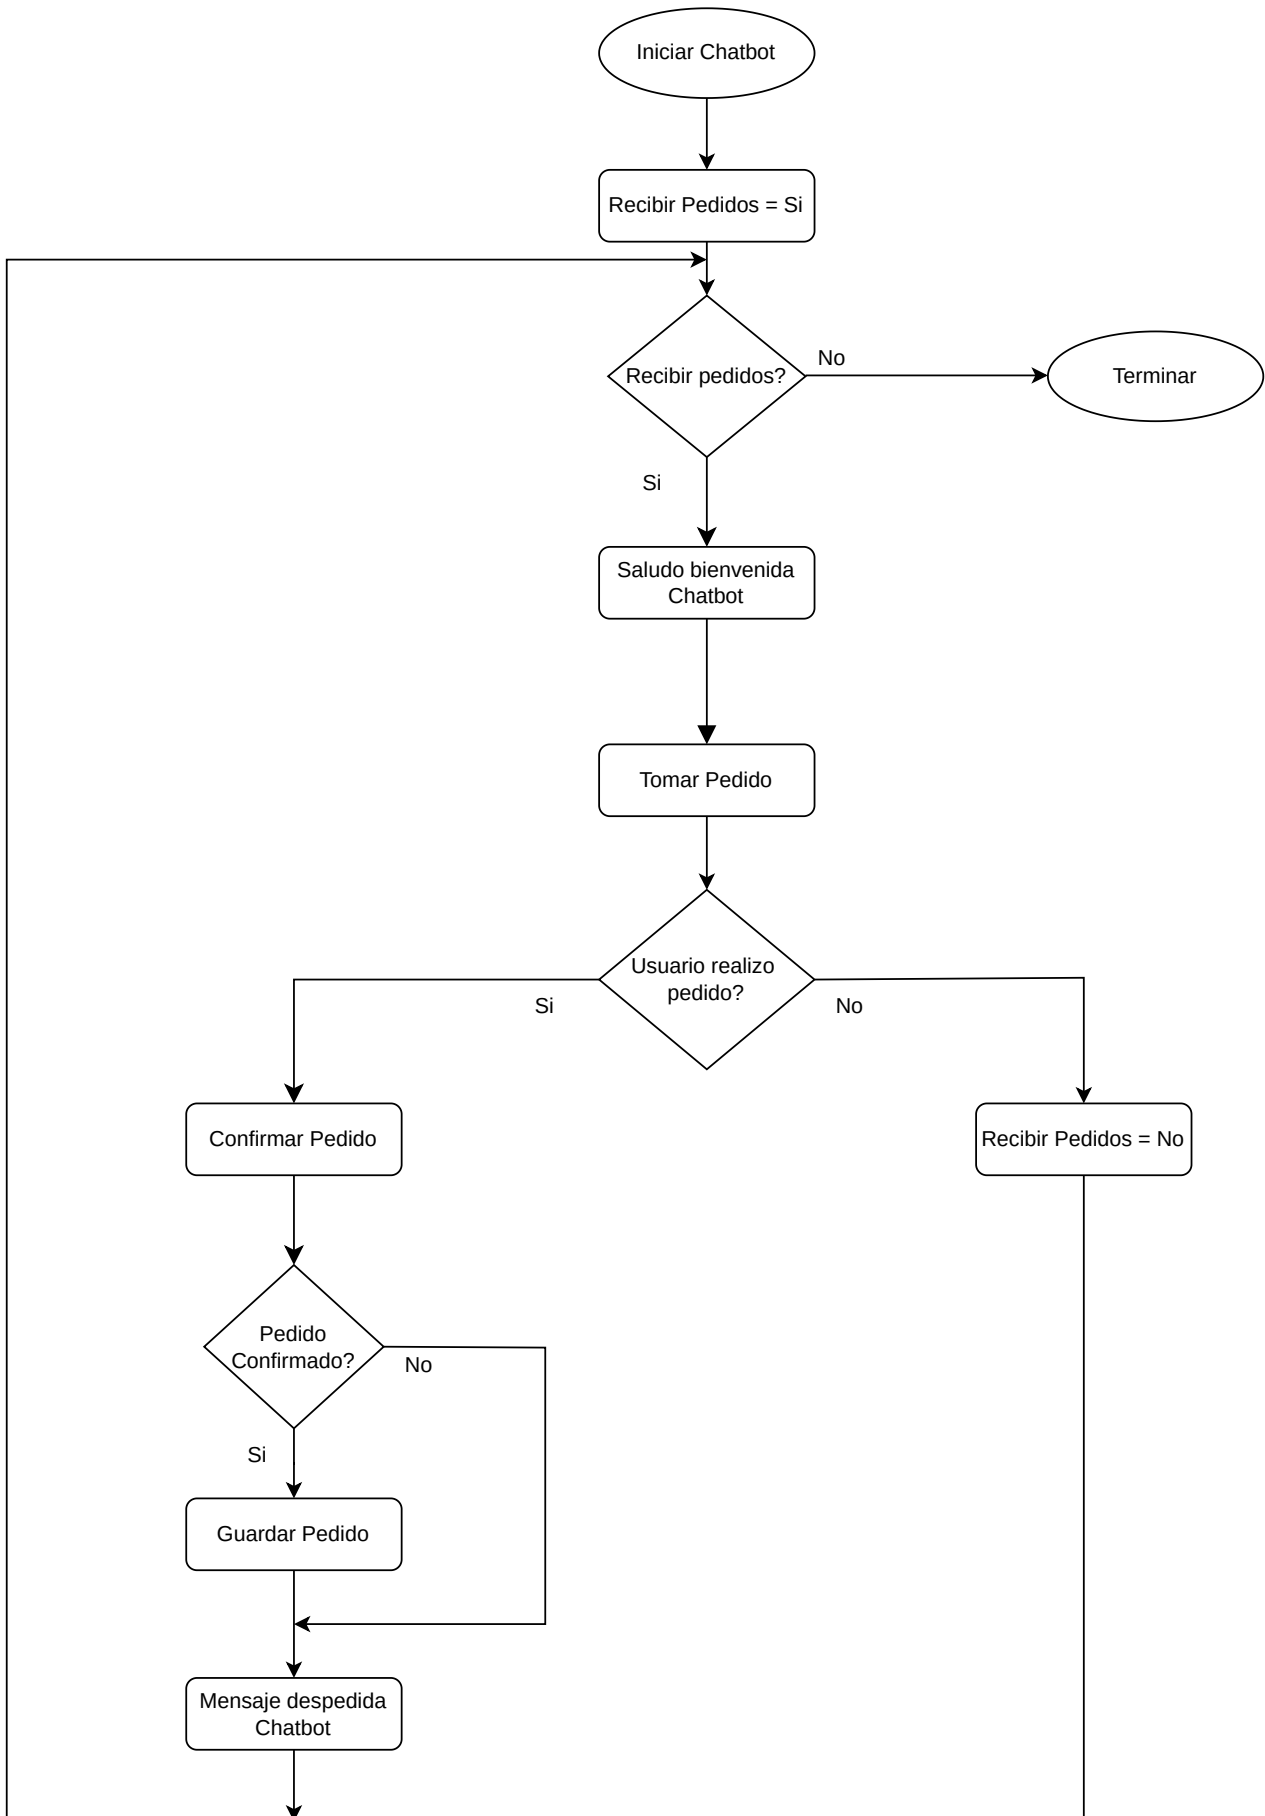 Iniciar Chatbot
Recibir Pedidos = Si
Recibir pedidos?
No
Terminar
Si
Saludo bienvenida
Chatbot
Tomar Pedido
Usuario realizo
pedido?
Si
No
Confirmar Pedido
Recibir Pedidos = No
Pedido
Confirmado?
No
Si
Guardar Pedido
Mensaje despedida
Chatbot